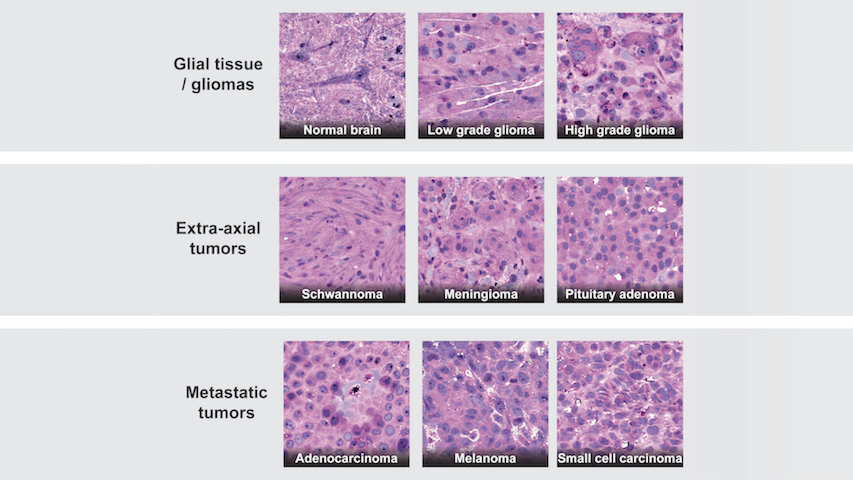 Glial tissue
/ gliomas
Normal brain
Low grade glioma
High grade glioma
Extra-axial
tumors
Schwannoma
Meningioma
Pituitary adenoma
Metastatic
tumors
Adenocarcinoma
Melanoma
Small cell carcinoma